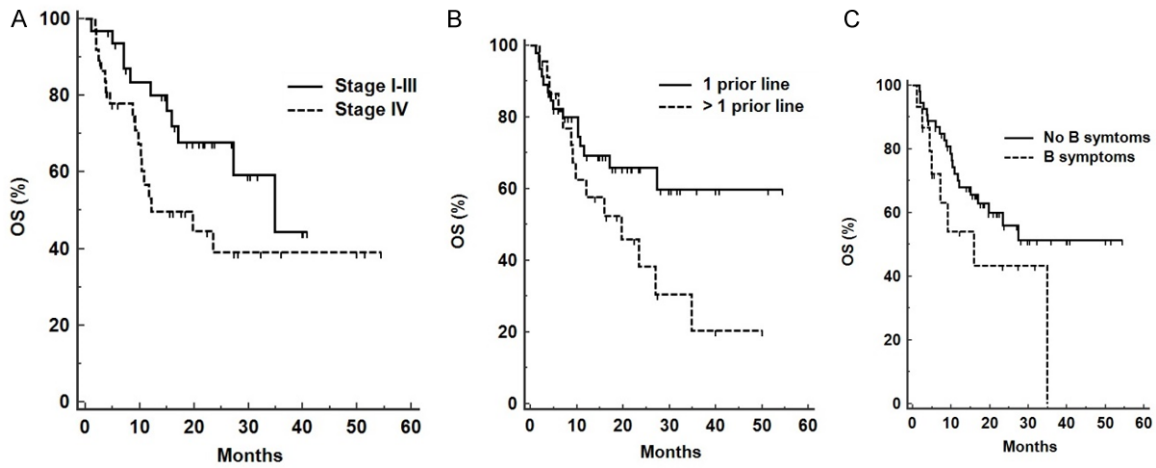 A
100
80
60
40
20
0
OS (%)
Stage I-III
Stage IV
0 10 20 30 40 50 60
Months
B
100
80
60
40
20
0
OS (%)
1 prior line
> 1 prior line
0 10 20 30 40 50 60
Months
C
100
80
60
40
20
0
OS (%)
No B symtoms
B symptoms
0 10 20 30 40 50 60
Months